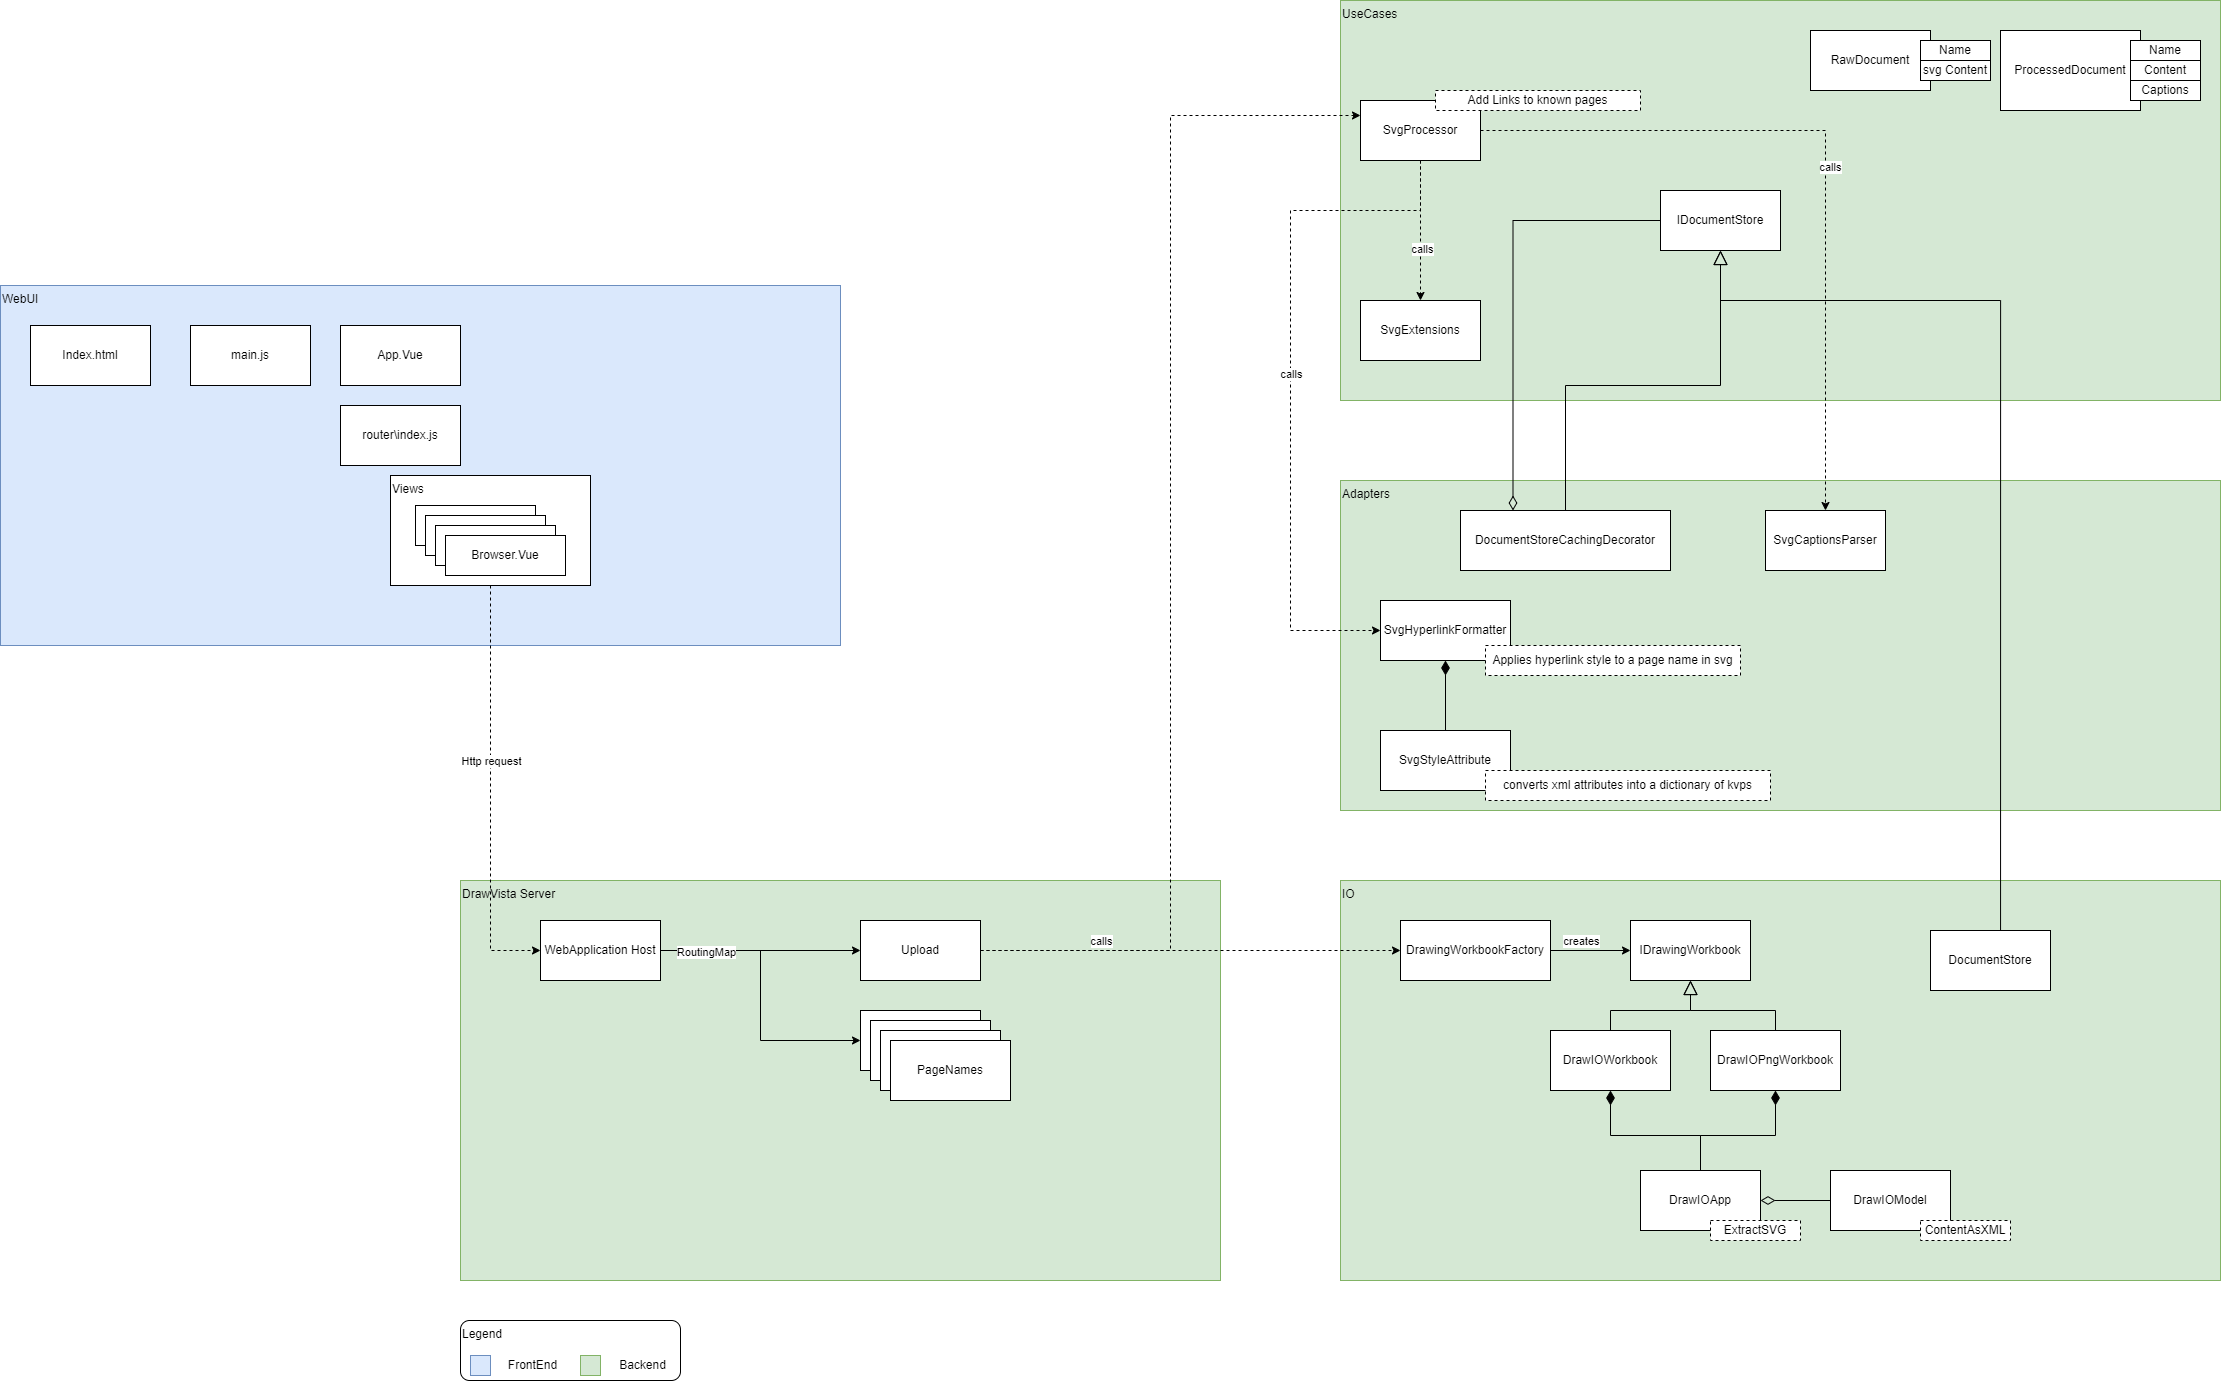 UseCases
RawDocument
Name
svg Content
ProcessedDocument
Name
Content
Captions
Add Links to known pages
SvgProcessor
calls
IDocumentStore
calls
SvgExtensions
calls
WebUI
Index.html
main.js
App.Vue
router\index.js
Views
Browser.Vue
Http request
Adapters
DocumentStoreCachingDecorator
SvgCaptionsParser
SvgHyperlinkFormatter
Applies hyperlink style to a page name in svg
SvgStyleAttribute
converts xml attributes into a dictionary of kvps
DrawVista Server
WebApplication Host
RoutingMap
Upload
calls
PageNames
IO
DrawingWorkbookFactory
creates
IDrawingWorkbook
DocumentStore
DrawIOWorkbook
DrawIOPngWorkbook
DrawIOApp
ExtractSVG
DrawIOModel
ContentAsXML
Legend
FrontEnd
Backend